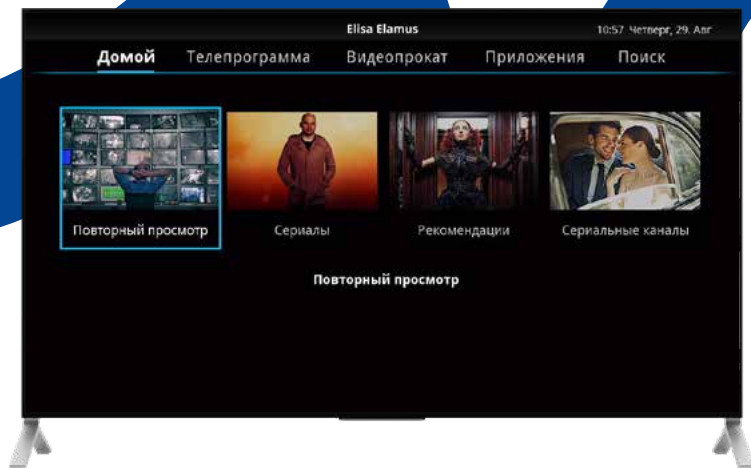 Elisa Elamus
10:57 Четверг, 29. Авг
Домой Телепрограмма Видеопрокат Приложения Поиск
Повторный просмотр Сериалы Рекомендации Сериальные каналы
Повторный просмотр